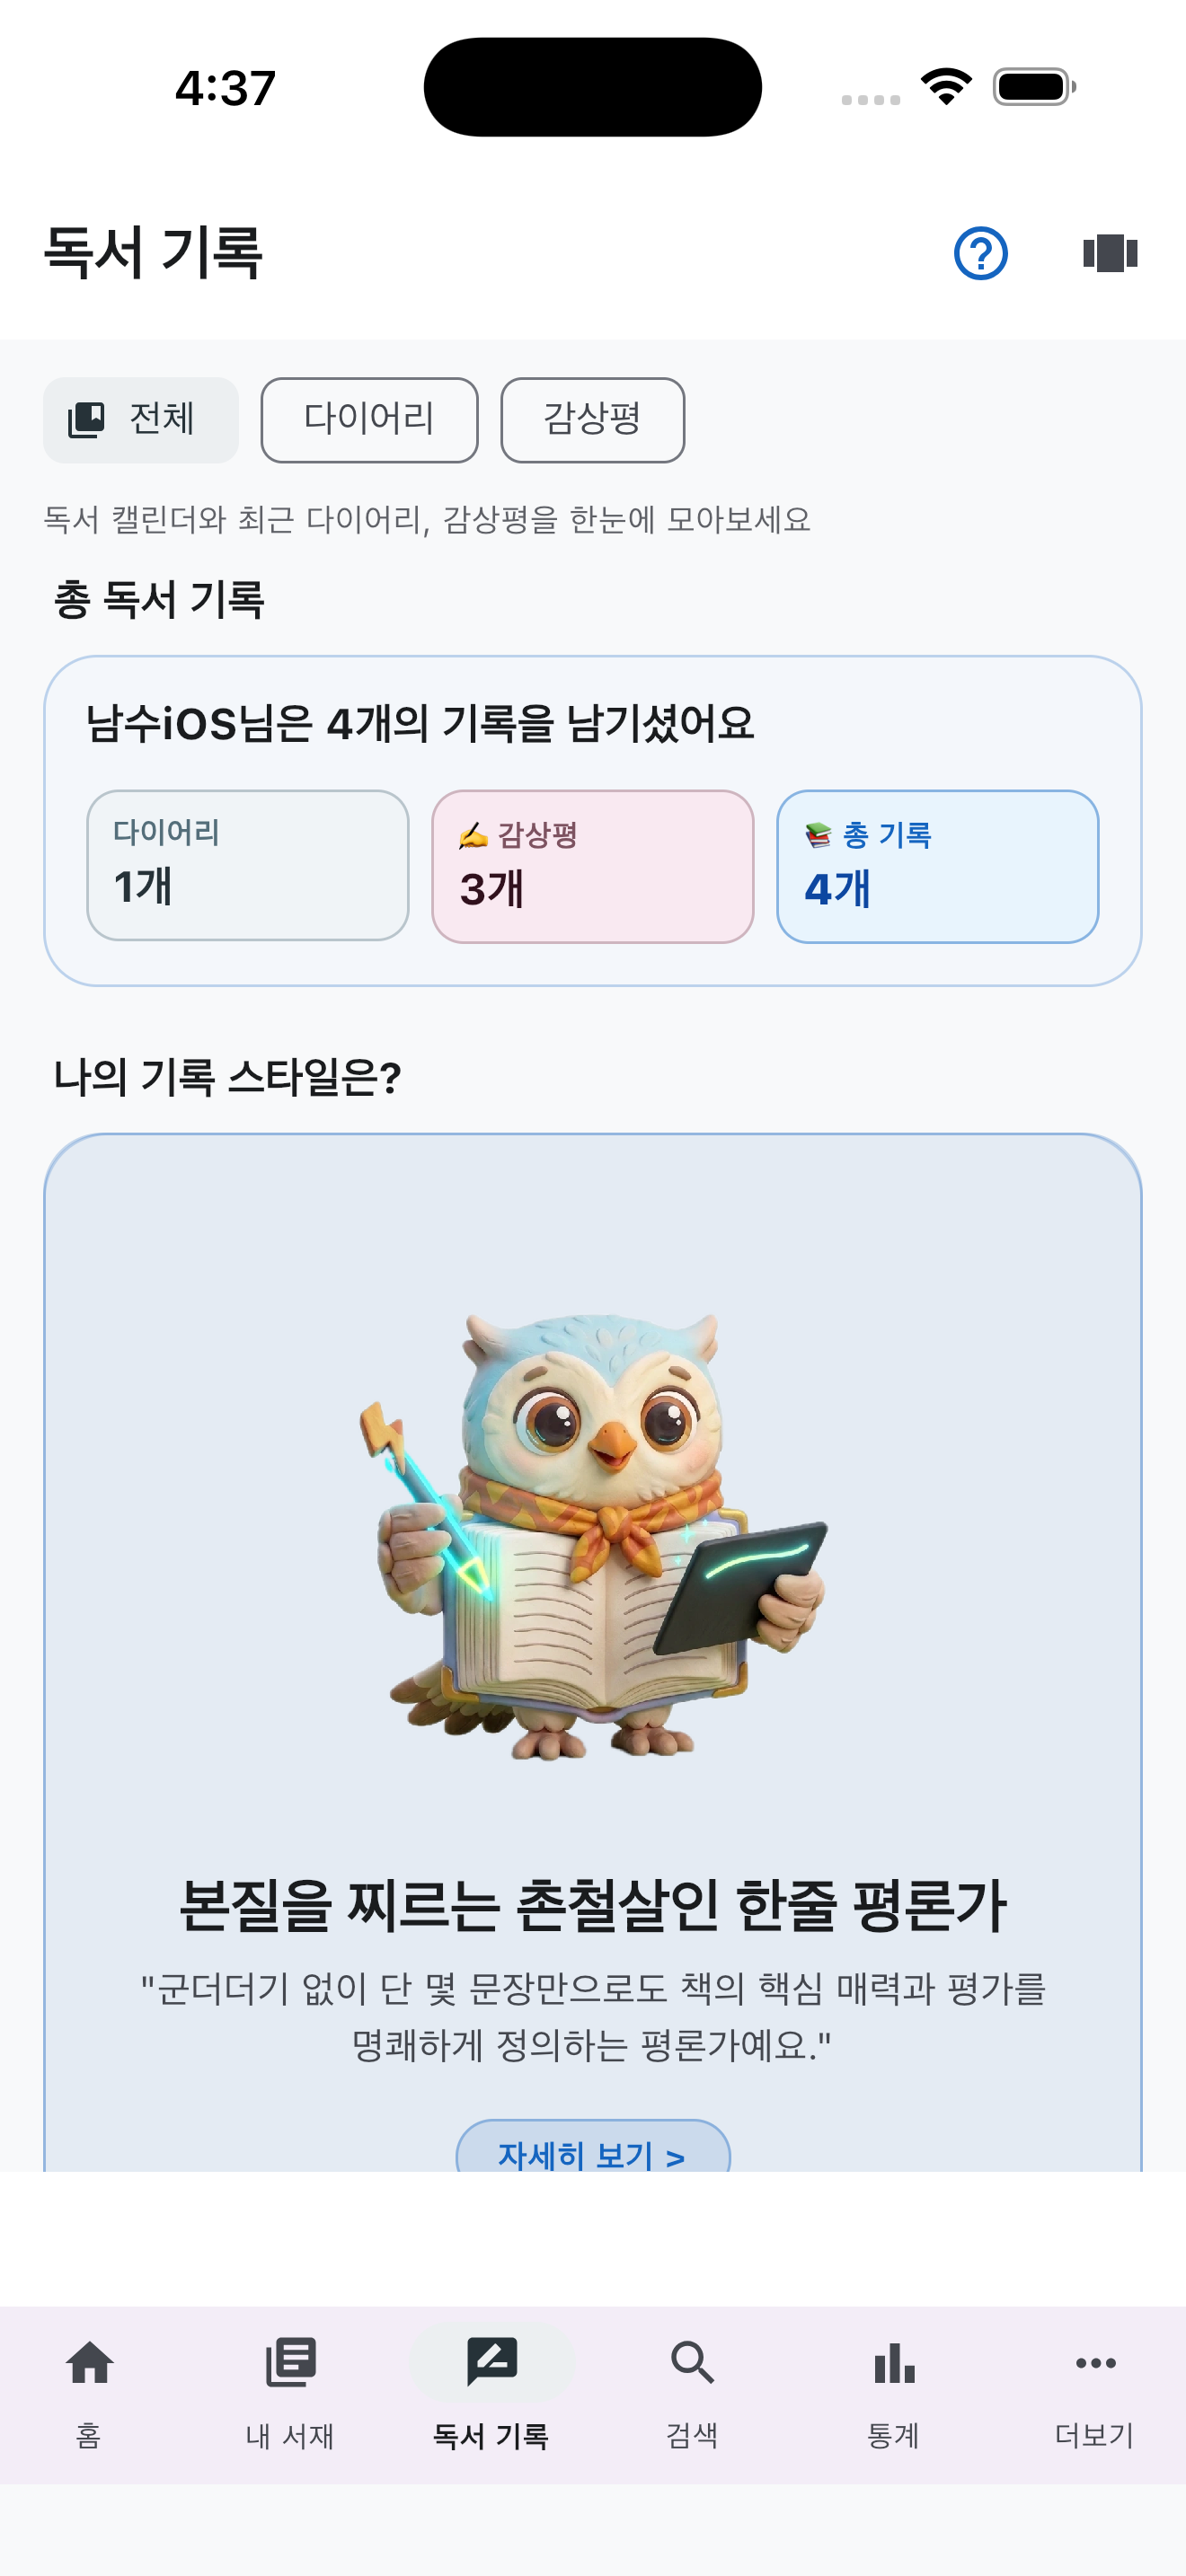 4:37
독서 기록
전체
다이어리
감상평
독서 캘린더와 최근 다이어리, 감상평을 한눈에 모아보세요
총 독서 기록
남수iOS님은 4개의 기록을 남기셨어요
다이어리
1개
✍️ 감상평
3개
📚 총 기록
4개
나의 기록 스타일은?
본질을 찌르는 촌철살인 한줄 평론가
"군더더기 없이 단 몇 문장만으로도 책의 핵심 매력과 평가를
명쾌하게 정의하는 평론가예요."
자세히 보기 >
홈
내 서재
독서 기록
검색
통계
더보기